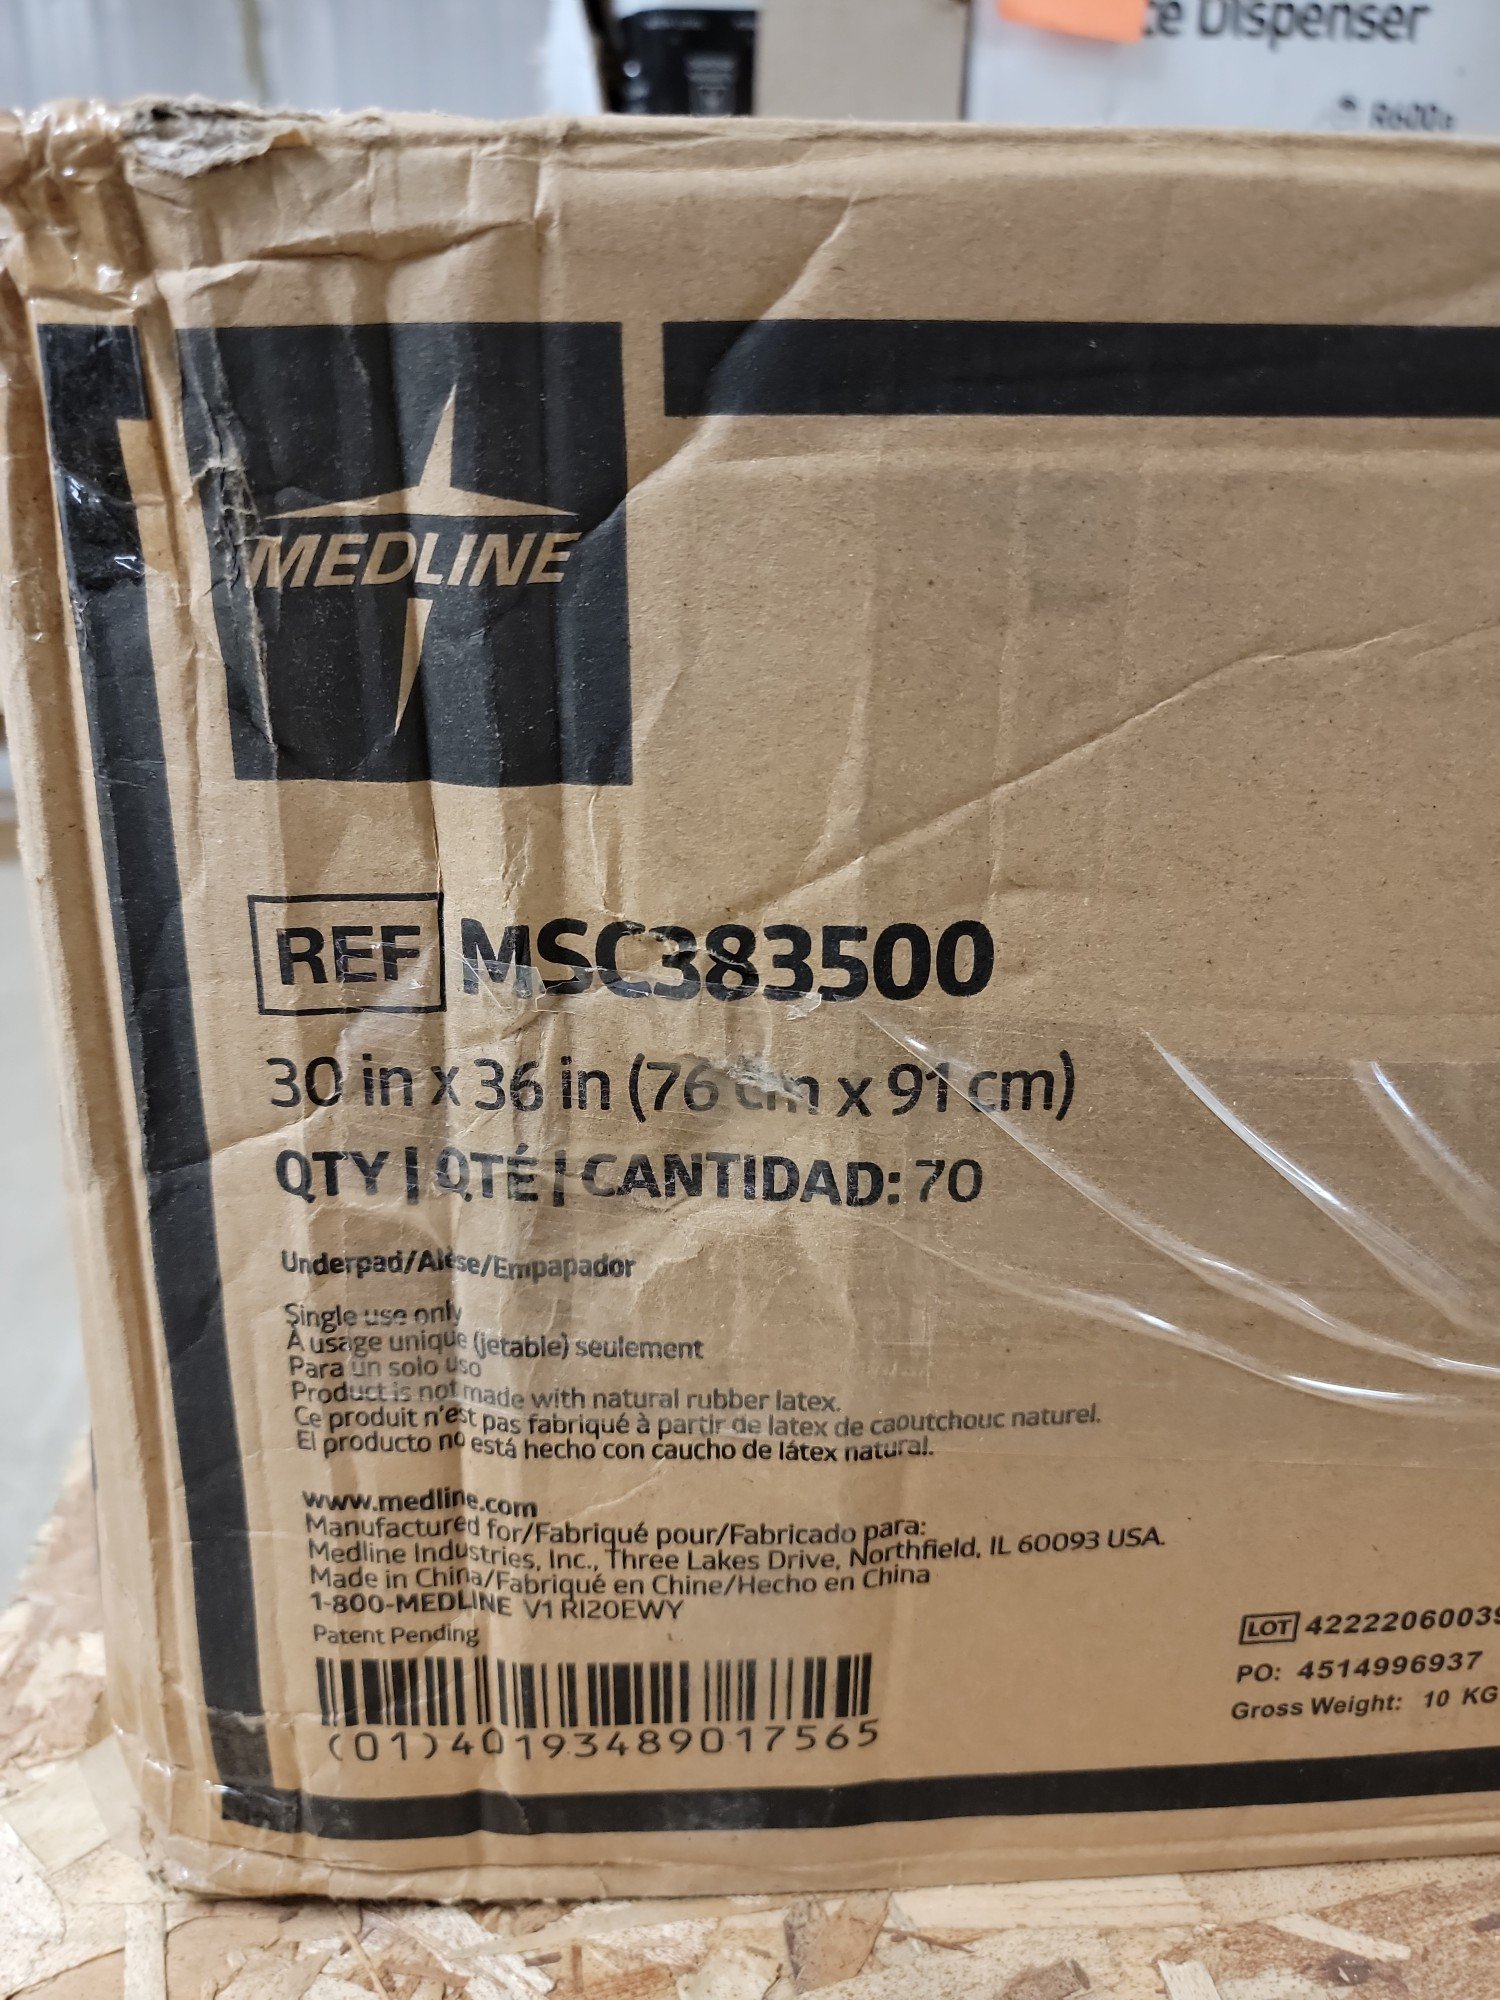 Dispenser
MEDLINE
REF MSC383500
30 in x 36 in (76 cm x 91 cm)
QTY | QTÉ | CANTIDAD: 70
Underpad/Alèse/Empapador
Single use only
À usage unique (jetable) seulement
Para un solo uso
Product is not made with natural rubber latex.
Ce produit n'est pas fabriqué à partir de latex de caoutchouc naturel.
El producto no está hecho con caucho de látex natural.
www.medline.com
Manufactured for/Fabriqué pour/Fabricado para:
Medline Industries, Inc., Three Lakes Drive, Northfield, IL 60093 USA.
Made in China/Fabriqué en Chine/Hecho en China
1-800-MEDLINE V1 RI20EWY
Patent Pending
(01)40193489017565
LOT 42222060039
PO: 4514996937
Gross Weight: 10 KG